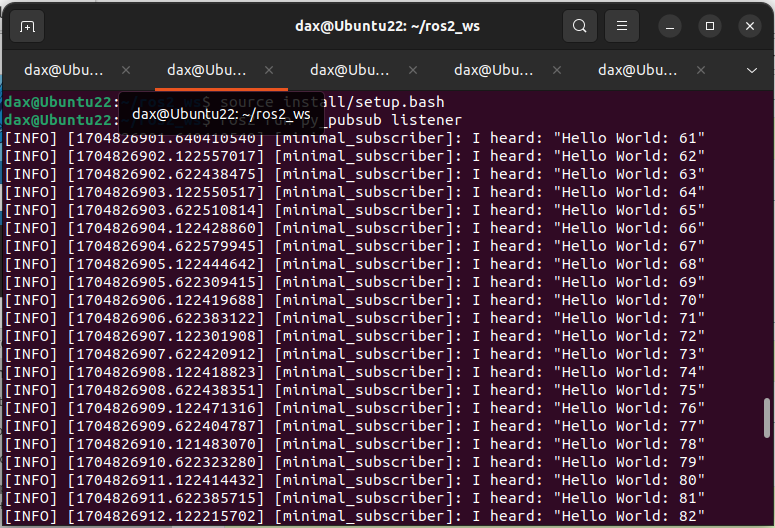 dax@Ubuntu22: ~/ros2_ws
dax@Ubu...
dax@Ubu...
dax@Ubu...
dax@Ubu...
dax@Ubu...
dax@Ubuntu22:~/ros2_ws$ source install/setup.bash
dax@Ubuntu22: ~/ros2_ws
dax@Ubuntu22: py_pubsub listener
[INFO] [1704826901.640410540] [minimal_subscriber]: I heard: "Hello World: 61"
[INFO] [1704826902.122557017] [minimal_subscriber]: I heard: "Hello World: 62"
[INFO] [1704826902.622438475] [minimal_subscriber]: I heard: "Hello World: 63"
[INFO] [1704826903.122550517] [minimal_subscriber]: I heard: "Hello World: 64"
[INFO] [1704826903.622510814] [minimal_subscriber]: I heard: "Hello World: 65"
[INFO] [1704826904.122428860] [minimal_subscriber]: I heard: "Hello World: 66"
[INFO] [1704826904.622579945] [minimal_subscriber]: I heard: "Hello World: 67"
[INFO] [1704826905.122444642] [minimal_subscriber]: I heard: "Hello World: 68"
[INFO] [1704826905.622309415] [minimal_subscriber]: I heard: "Hello World: 69"
[INFO] [1704826906.122419688] [minimal_subscriber]: I heard: "Hello World: 70"
[INFO] [1704826906.622383122] [minimal_subscriber]: I heard: "Hello World: 71"
[INFO] [1704826907.122301908] [minimal_subscriber]: I heard: "Hello World: 72"
[INFO] [1704826907.622420912] [minimal_subscriber]: I heard: "Hello World: 73"
[INFO] [1704826908.122418823] [minimal_subscriber]: I heard: "Hello World: 74"
[INFO] [1704826908.622438351] [minimal_subscriber]: I heard: "Hello World: 75"
[INFO] [1704826909.122471316] [minimal_subscriber]: I heard: "Hello World: 76"
[INFO] [1704826909.622404787] [minimal_subscriber]: I heard: "Hello World: 77"
[INFO] [1704826910.121483070] [minimal_subscriber]: I heard: "Hello World: 78"
[INFO] [1704826910.622323280] [minimal_subscriber]: I heard: "Hello World: 79"
[INFO] [1704826911.122414432] [minimal_subscriber]: I heard: "Hello World: 80"
[INFO] [1704826911.622385715] [minimal_subscriber]: I heard: "Hello World: 81"
[INFO] [1704826912.122215702] [minimal_subscriber]: I heard: "Hello World: 82"